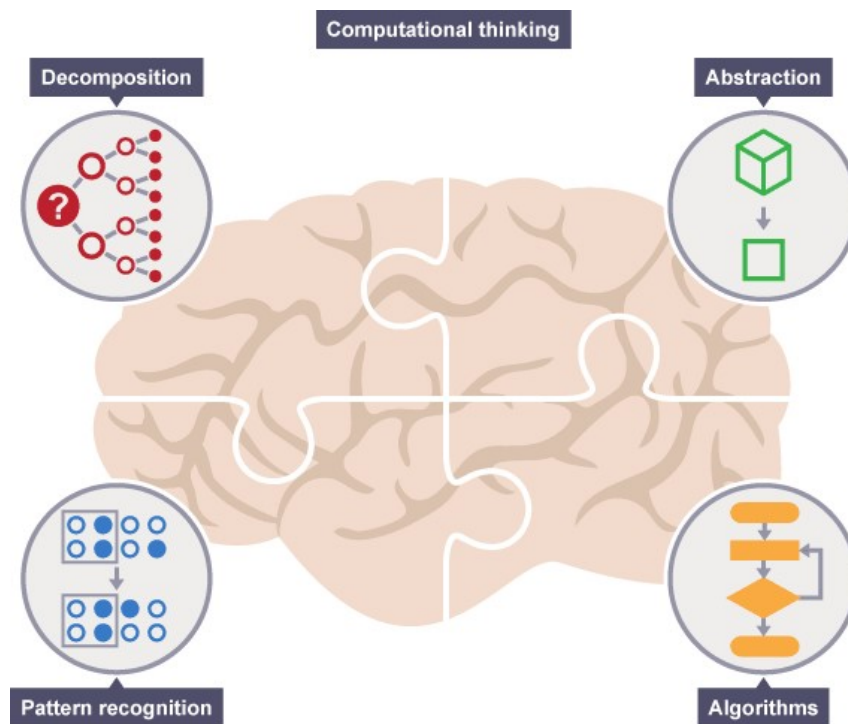 Computational thinking
Decomposition
Abstraction
?
Pattern recognition
Algorithms